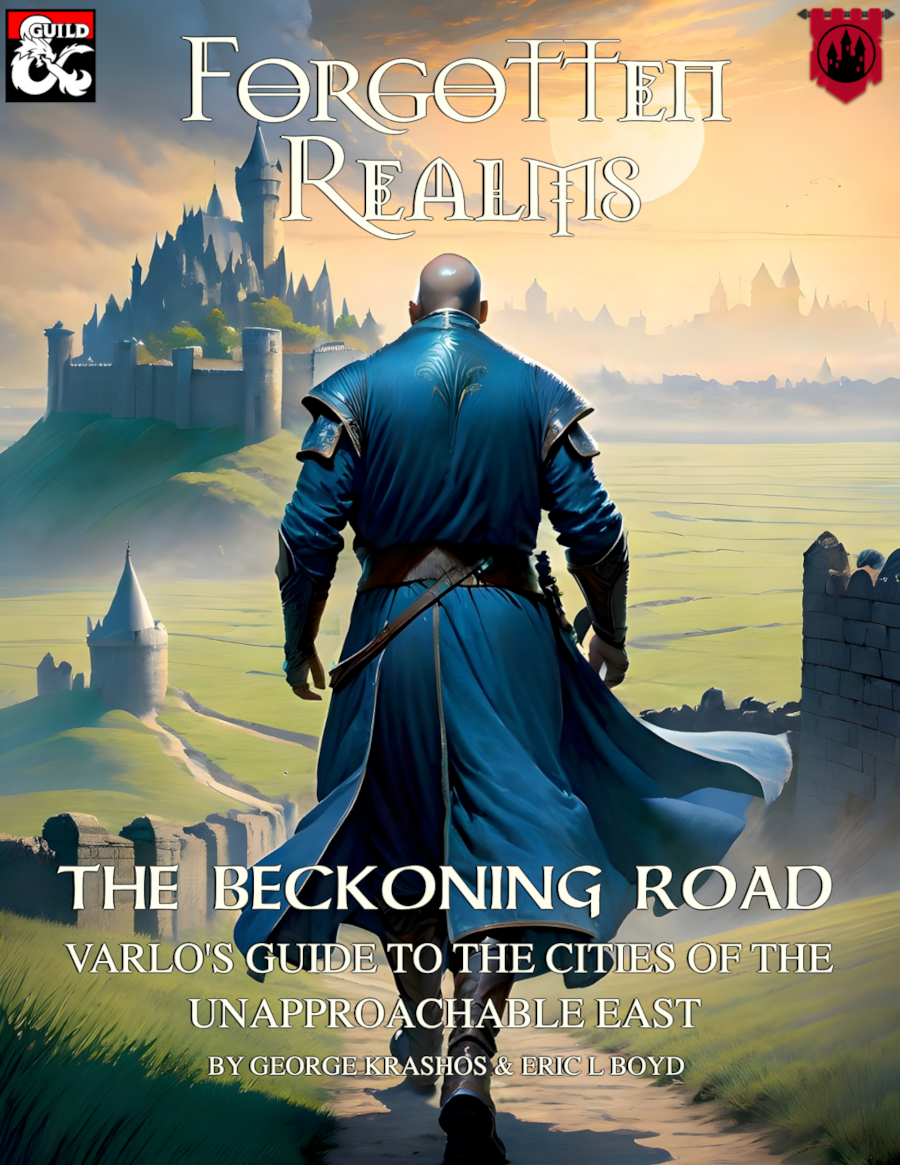 GUILD
FORGOTTEN
REALMS
THE BECKONING ROAD
VARLO'S GUIDE TO THE CITIES OF THE
UNAPPROACHABLE EAST
BY GEORGE KRASHOS & ERIC L BOYD